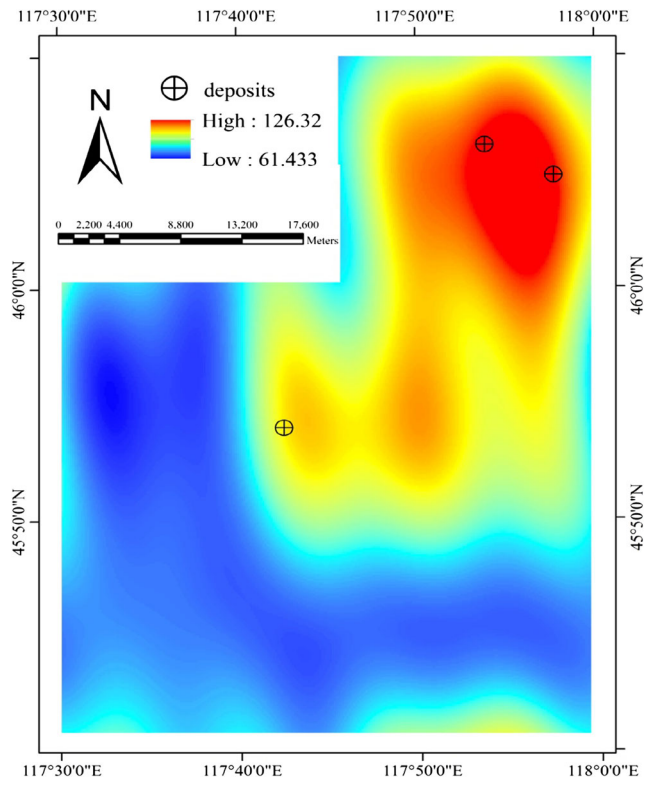 117°30'0"E 117°40'0"E 117°50'0"E 118°0'0"E
N
deposits
High : 126.32
Low : 61.433
0 2,200 4,400 8,800 13,200 17,600
Meters
46°0'0"N 46°0'0"N
45°50'0"N 45°50'0"N
117°30'0"E 117°40'0"E 117°50'0"E 118°0'0"E